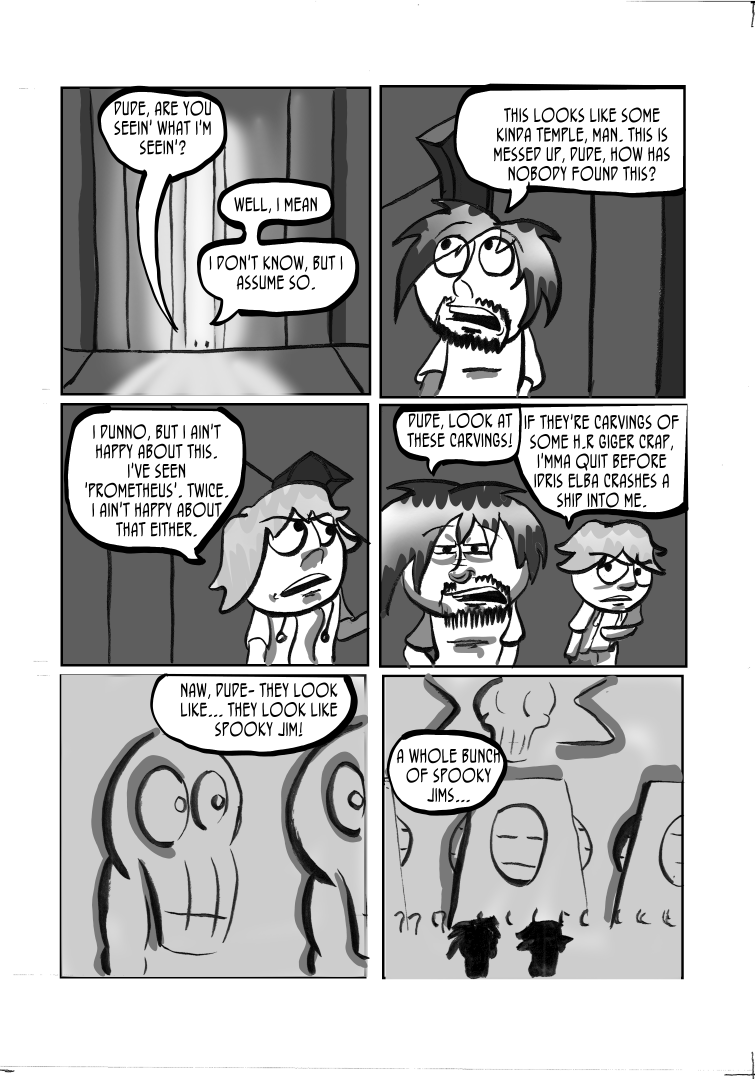 DUDE, ARE YOU
SEEIN' WHAT I'M
SEEIN'?
WELL, I MEAN
I DON'T KNOW, BUT I
ASSUME SO.
THIS LOOKS LIKE SOME
KINDA TEMPLE, MAN. THIS IS
MESSED UP, DUDE, HOW HAS
NOBODY FOUND THIS?
I DUNNO, BUT I AIN'T
HAPPY ABOUT THIS.
I'VE SEEN
'PROMETHEUS'. TWICE.
I AIN'T HAPPY ABOUT
THAT EITHER.
DUDE, LOOK AT
THESE CARVINGS!
IF THEY'RE CARVINGS OF
SOME H.R GIGER CRAP,
I'MMA QUIT BEFORE
IDRIS ELBA CRASHES A
SHIP INTO ME.
NAW, DUDE- THEY LOOK
LIKE... THEY LOOK LIKE
SPOOKY JIM!
A WHOLE BUNCH
OF SPOOKY
JIMS...